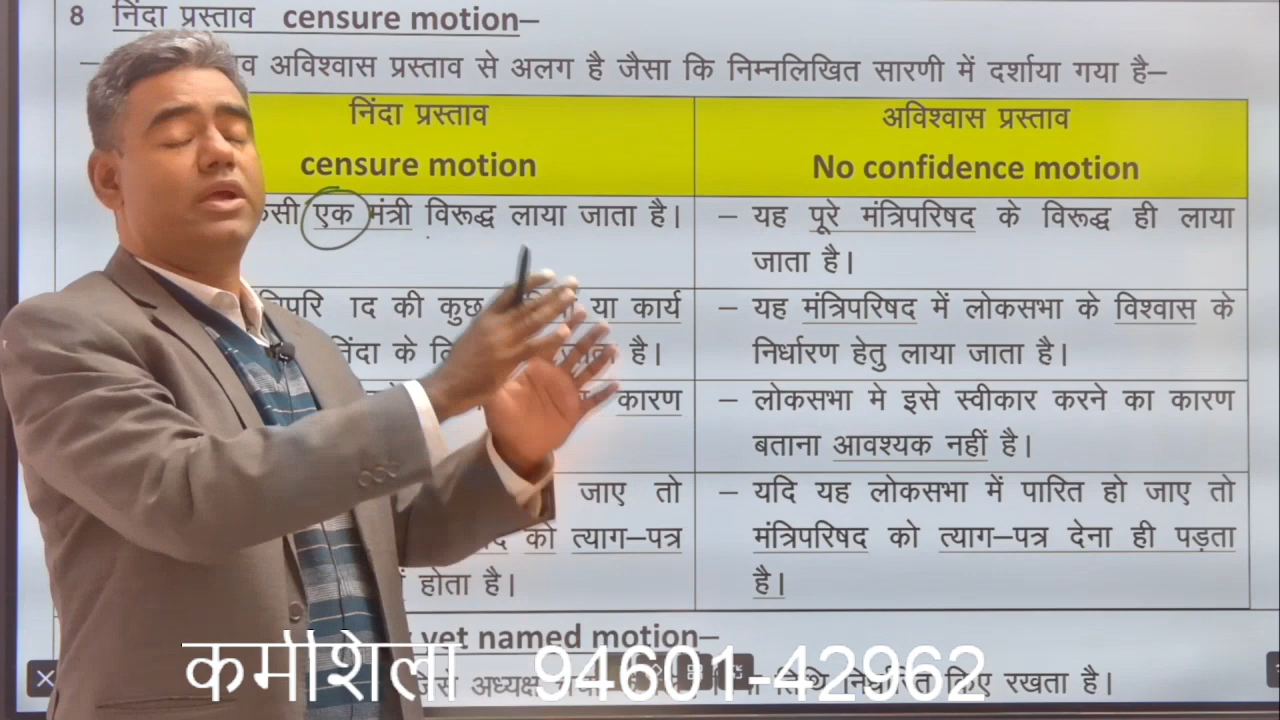 8 निंदा प्रस्ताव censure motion–
– अविश्वास प्रस्ताव से अलग है जैसा कि निम्नलिखित सारणी में दर्शाया गया है–
निंदा प्रस्ताव
censure motion
एक मंत्री विरूद्ध लाया जाता है।
की कुछ या कार्य
है।
कारण
जाए तो
को त्याग–पत्र
होता है।
अविश्वास प्रस्ताव
No confidence motion
– यह पूरे मंत्रिपरिषद के विरूद्ध ही लाया
जाता है।
– यह मंत्रिपरिषद में लोकसभा के विश्वास के
निर्धारण हेतु लाया जाता है।
– लोकसभा मे इसे स्वीकार करने का कारण
बताना आवश्यक नहीं है।
– यदि यह लोकसभा में पारित हो जाए तो
मंत्रिपरिषद को त्याग–पत्र देना ही पड़ता
है।
yet named motion–
अध्यक्ष किए रखता है।
कर्मशिला 94601-42962